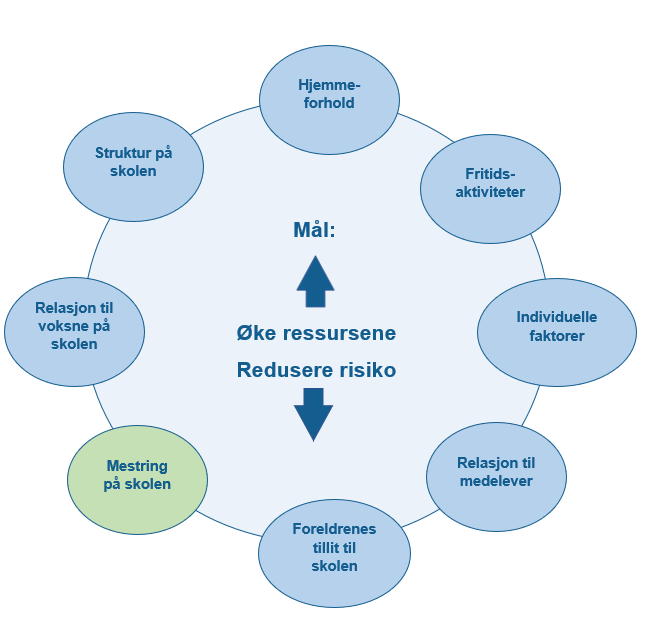 Hjemme-
forhold
Fritids-
aktiviteter
Individuelle
faktorer
Relasjon til
medelever
Foreldrenes
tillit til
skolen
Mestring
på skolen
Relasjon til
voksne på
skolen
Struktur på
skolen
Mål:
Øke ressursene
Redusere risiko